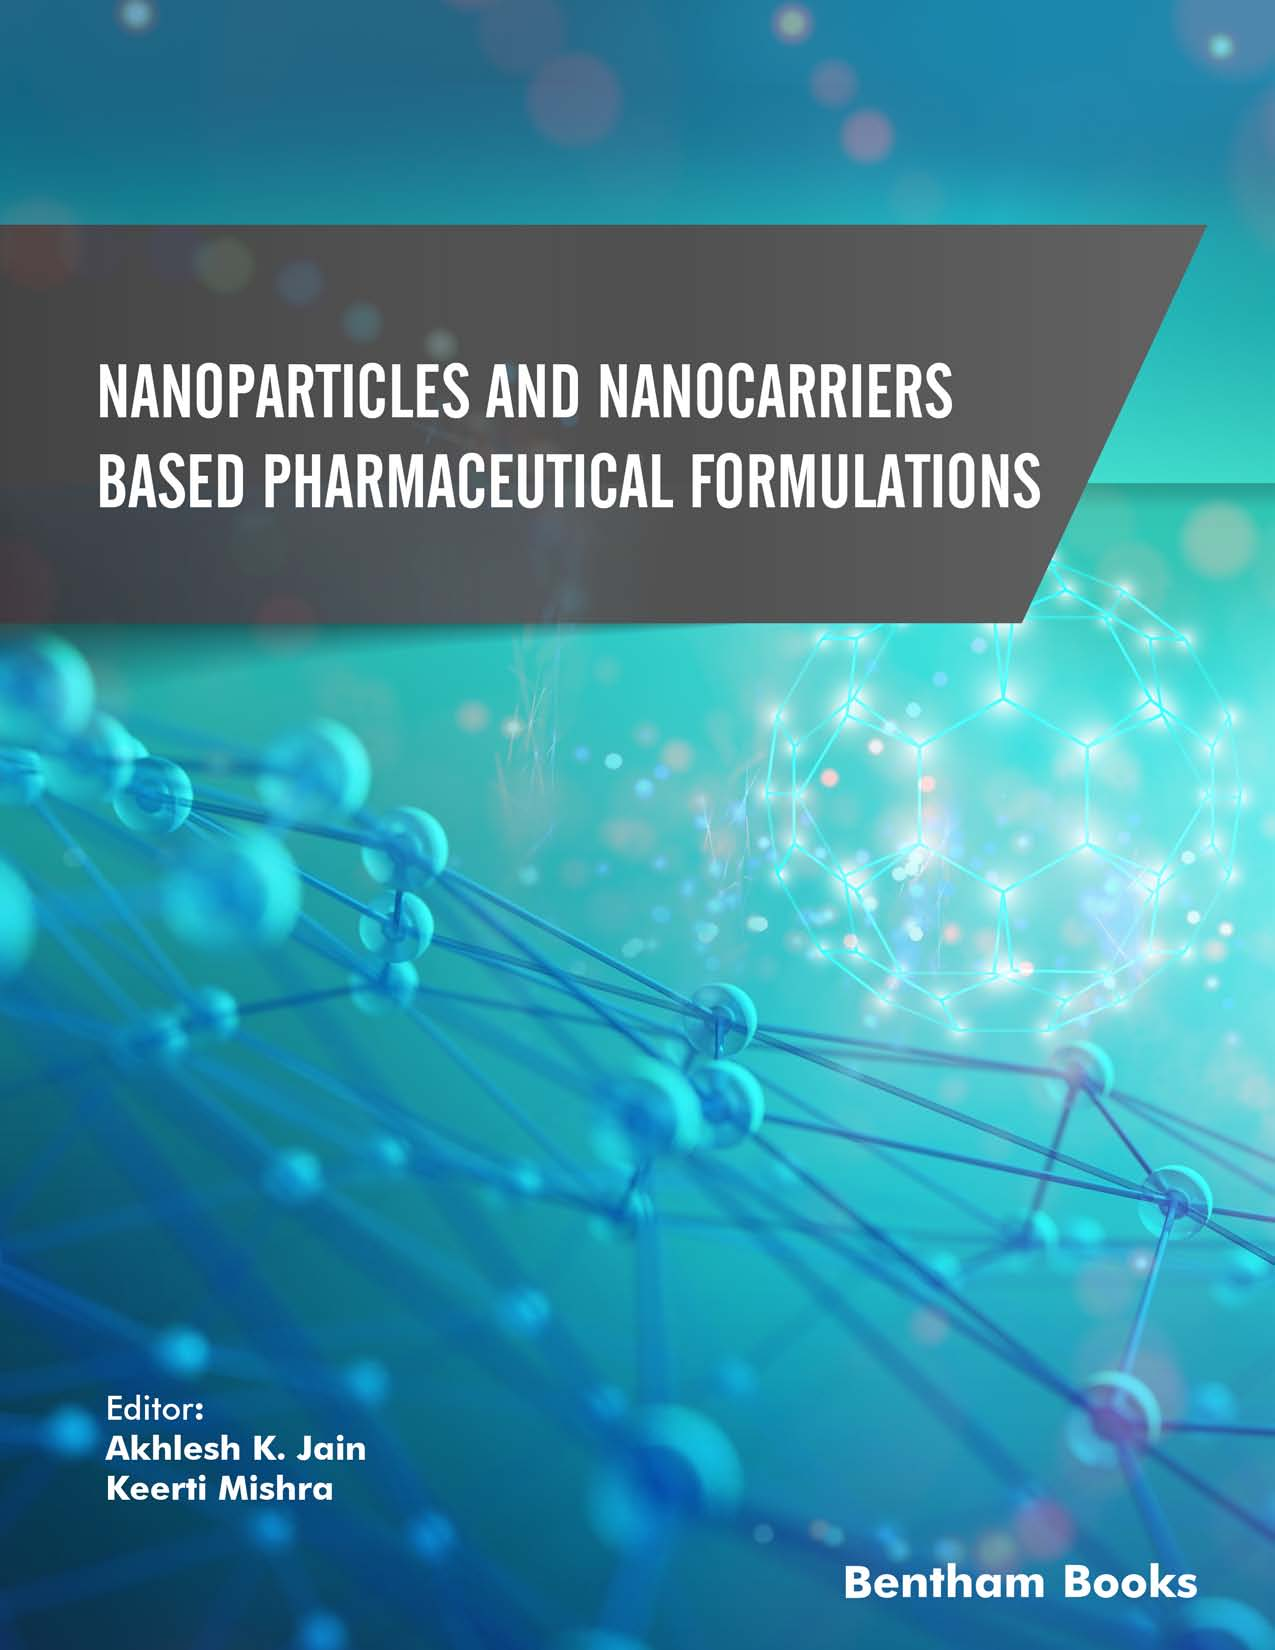 NANOPARTICLES AND NANOCARRIERS
BASED PHARMACEUTICAL FORMULATIONS
Editor:
Akhlesh K. Jain
Keerti Mishra
Bentham Books